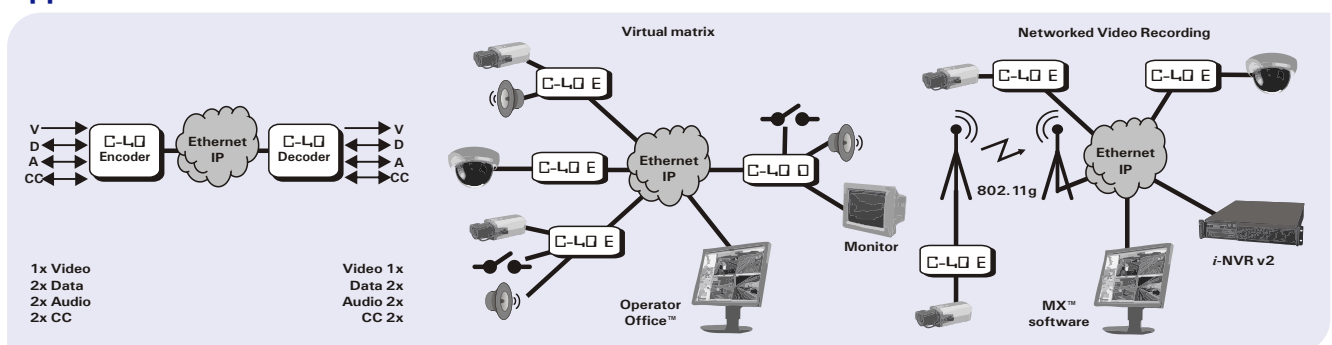 V
D
A
CC
C-40
Encoder
Ethernet
IP
C-40
Decoder
V
D
A
CC
1x Video
2x Data
2x Audio
2x CC
Video 1x
Data 2x
Audio 2x
CC 2x
Virtual matrix
C-40 E
C-40 E
C-40 E
Ethernet
IP
C-40 D
Monitor
Operator
Office™
Networked Video Recording
C-40 E
C-40 E
Ethernet
IP
802.11g
C-40 E
i-NVR v2
MX™
software